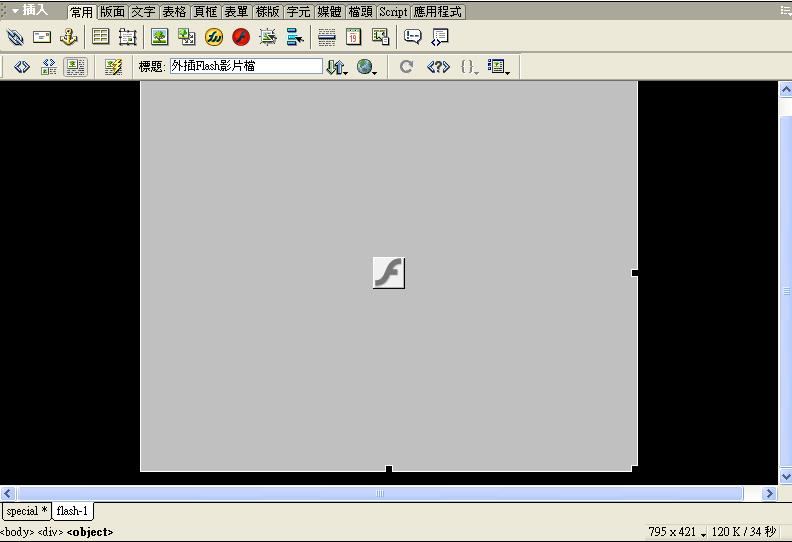 插入 常用 版面 文字 表格 頁框 表單 樣版 字元 媒體 檔頭 Script 應用程式
標題: 外插Flash影片檔
special * flash-1
<body> <div> <object> 795 x 421 120 K / 34 秒